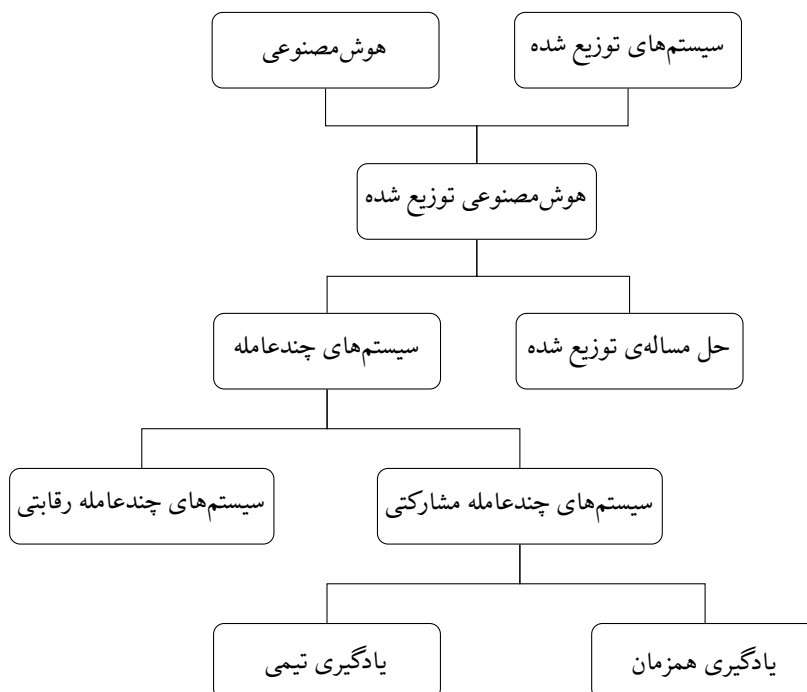 سیستم‌های توزیع شده
هوش‌مصنوعی
هوش‌مصنوعی توزیع شده
حل مساله‌ی توزیع شده
سیستم‌های چندعامله
سیستم‌های چندعامله مشارکتی
سیستم‌های چندعامله رقابتی
یادگیری همزمان
یادگیری تیمی